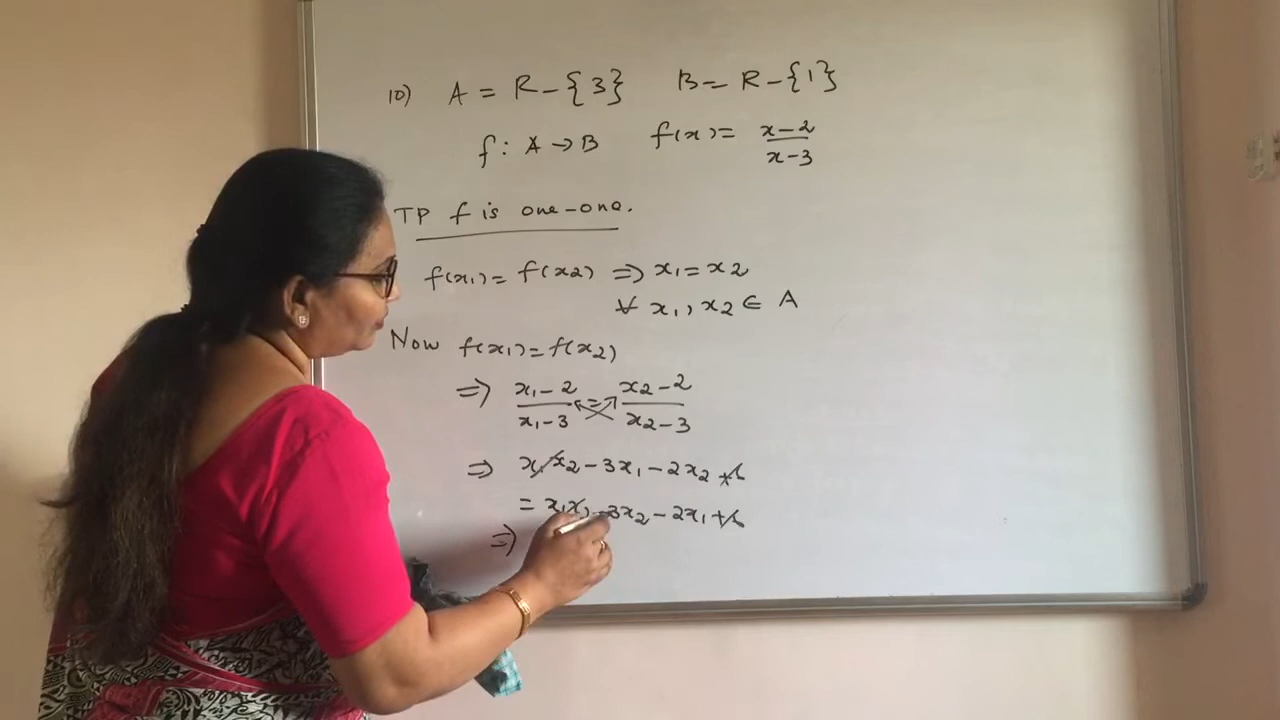 10) A = R - {3} B = R - {1}
f : A → B f(x) = x-2 / x-3
TP f is one-one.
f(x₁) = f(x₂) ⇒ x₁ = x₂
∀ x₁, x₂ ∈ A
Now f(x₁) = f(x₂)
⇒ x₁-2 / x₁-3 = x₂-2 / x₂-3
⇒ x₁x₂ - 3x₁ - 2x₂ + 6
= x₁x₂ - 3x₂ - 2x₁ + 6
⇒